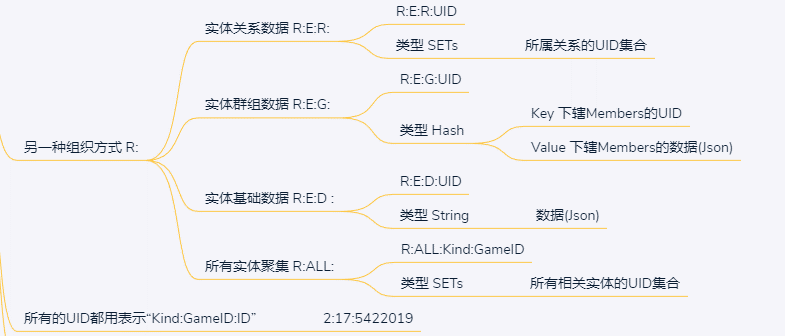 实体关系数据 R:E:R:
R:E:R:UID
类型 SETs
所属关系的UID集合
实体群组数据 R:E:G:
R:E:G:UID
类型 Hash
Key 下辖Members的UID
Value 下辖Members的数据(Json)
另一种组织方式 R:
实体基础数据 R:E:D :
R:E:D:UID
类型 String
数据(Json)
所有实体聚集 R:ALL:
R:ALL:Kind:GameID
类型 SETs
所有相关实体的UID集合
所有的UID都用表示“Kind:GameID:ID”
2:17:5422019